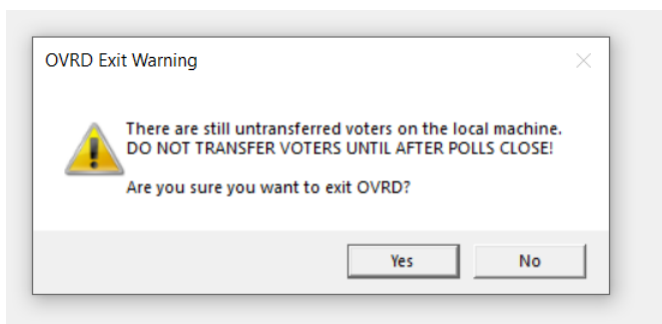 OVRD Exit Warning
There are still untransferred voters on the local machine.
DO NOT TRANSFER VOTERS UNTIL AFTER POLLS CLOSE!
Are you sure you want to exit OVRD?
Yes No